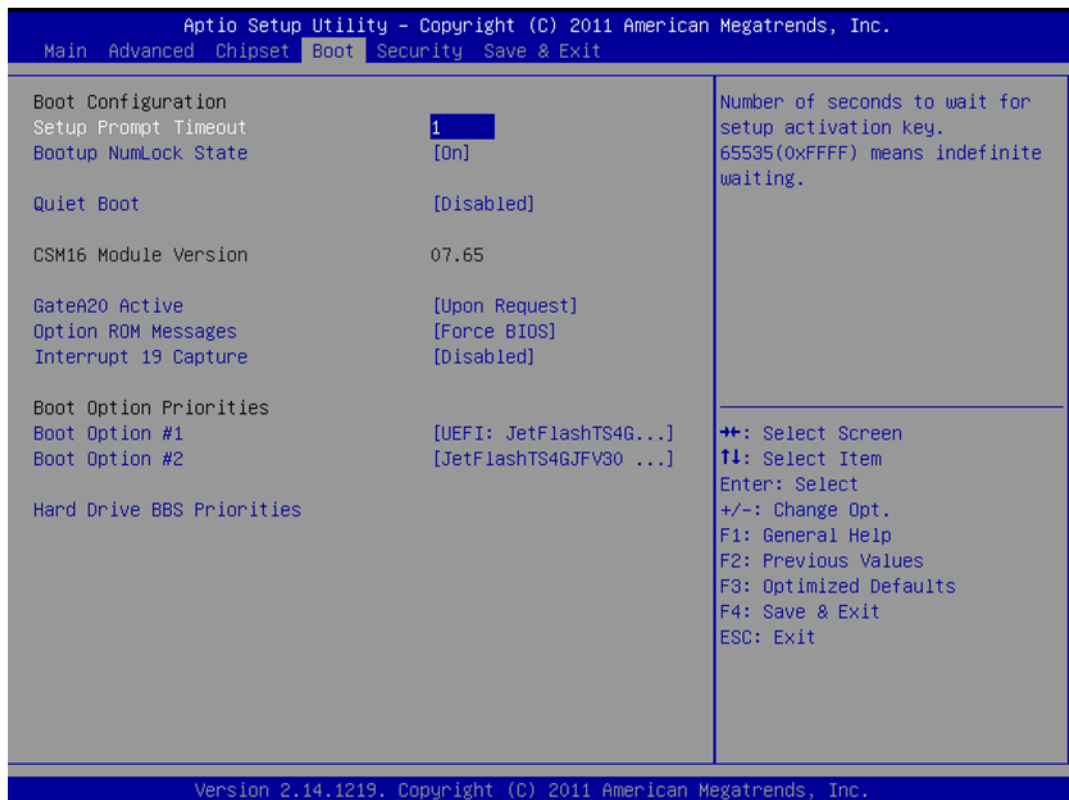 Aptio Setup Utility – Copyright (C) 2011 American Megatrends, Inc.
Main Advanced Chipset Boot Security Save & Exit
Boot Configuration
Setup Prompt Timeout 1
Bootup NumLock State [On]
Quiet Boot [Disabled]
CSM16 Module Version 07.65
GateA20 Active [Upon Request]
Option ROM Messages [Force BIOS]
Interrupt 19 Capture [Disabled]
Boot Option Priorities
Boot Option #1 [UEFI: JetFlashTS4G...]
Boot Option #2 [JetFlashTS4GJFV30 ...]
Hard Drive BBS Priorities
Number of seconds to wait for
setup activation key.
65535(0xFFFF) means indefinite
waiting.
→←: Select Screen
↑↓: Select Item
Enter: Select
+/-: Change Opt.
F1: General Help
F2: Previous Values
F3: Optimized Defaults
F4: Save & Exit
ESC: Exit
Version 2.14.1219. Copyright (C) 2011 American Megatrends, Inc.